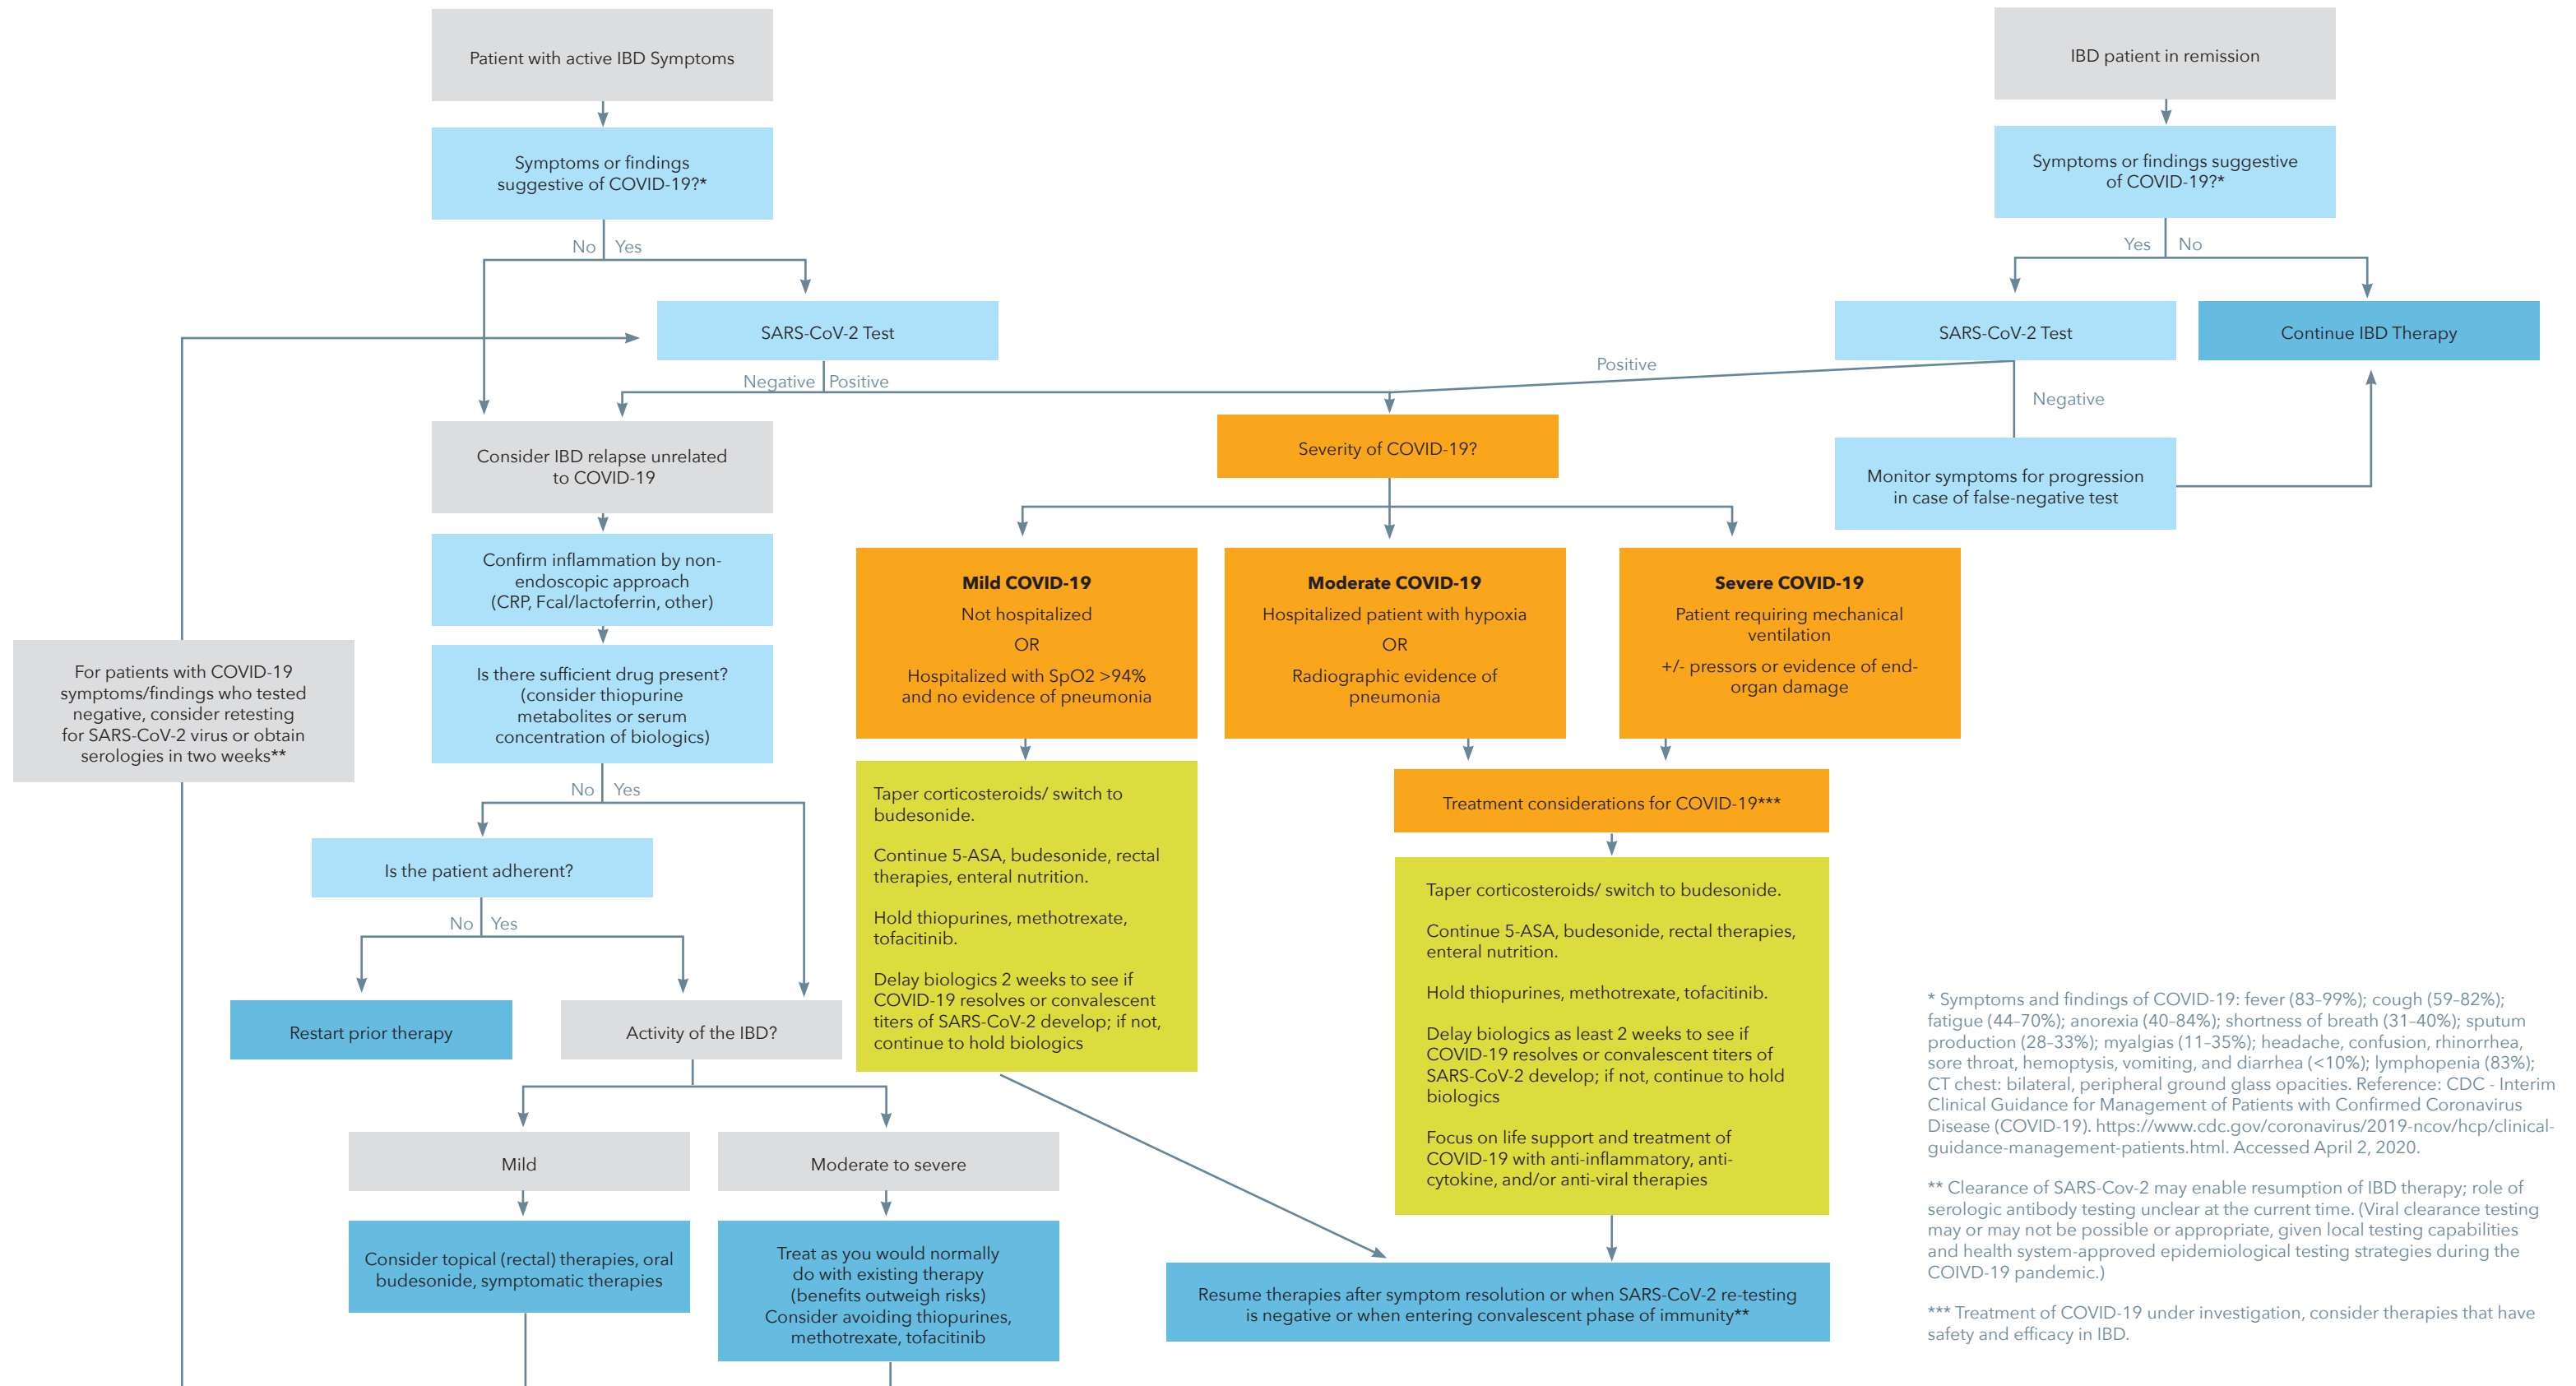 Patient with active IBD Symptoms
IBD patient in remission
Symptoms or findings
suggestive of COVID-19?*
Symptoms or findings suggestive
of COVID-19?*
No
Yes
Yes
No
SARS-CoV-2 Test
SARS-CoV-2 Test
Continue IBD Therapy
Negative
Positive
Positive
Negative
Consider IBD relapse unrelated
to COVID-19
Severity of COVID-19?
Monitor symptoms for progression
in case of false-negative test
Confirm inflammation by non-
endoscopic approach
(CRP, Fcal/lactoferrin, other)
Mild COVID-19
Not hospitalized
OR
Hospitalized with SpO2 >94%
and no evidence of pneumonia
Moderate COVID-19
Hospitalized patient with hypoxia
OR
Radiographic evidence of
pneumonia
Severe COVID-19
Patient requiring mechanical
ventilation
+/- pressors or evidence of end-
organ damage
For patients with COVID-19
symptoms/findings who tested
negative, consider retesting
for SARS-CoV-2 virus or obtain
serologies in two weeks**
Is there sufficient drug present?
(consider thiopurine
metabolites or serum
concentration of biologics)
No
Yes
Taper corticosteroids/ switch to
budesonide.
Continue 5-ASA, budesonide, rectal
therapies, enteral nutrition.
Hold thiopurines, methotrexate,
tofacitinib.
Delay biologics 2 weeks to see if
COVID-19 resolves or convalescent
titers of SARS-CoV-2 develop; if not,
continue to hold biologics
Treatment considerations for COVID-19***
Is the patient adherent?
No
Yes
Taper corticosteroids/ switch to budesonide.
Continue 5-ASA, budesonide, rectal therapies,
enteral nutrition.
Hold thiopurines, methotrexate, tofacitinib.
Delay biologics as least 2 weeks to see if
COVID-19 resolves or convalescent titers of
SARS-CoV-2 develop; if not, continue to hold
biologics
Focus on life support and treatment of
COVID-19 with anti-inflammatory, anti-
cytokine, and/or anti-viral therapies
Restart prior therapy
Activity of the IBD?
Mild
Moderate to severe
Consider topical (rectal) therapies, oral
budesonide, symptomatic therapies
Treat as you would normally
do with existing therapy
(benefits outweigh risks)
Consider avoiding thiopurines,
methotrexate, tofacitinib
Resume therapies after symptom resolution or when SARS-CoV-2 re-testing
is negative or when entering convalescent phase of immunity**
* Symptoms and findings of COVID-19: fever (83–99%); cough (59–82%);
fatigue (44–70%); anorexia (40–84%); shortness of breath (31–40%); sputum
production (28–33%); myalgias (11–35%); headache, confusion, rhinorrhea,
sore throat, hemoptysis, vomiting, and diarrhea (<10%); lymphopenia (83%);
CT chest: bilateral, peripheral ground glass opacities. Reference: CDC - Interim
Clinical Guidance for Management of Patients with Confirmed Coronavirus
Disease (COVID-19). https://www.cdc.gov/coronavirus/2019-ncov/hcp/clinical-
guidance-management-patients.html. Accessed April 2, 2020.
** Clearance of SARS-Cov-2 may enable resumption of IBD therapy; role of
serologic antibody testing unclear at the current time. (Viral clearance testing
may or may not be possible or appropriate, given local testing capabilities
and health system-approved epidemiological testing strategies during the
COIVD-19 pandemic.)
*** Treatment of COVID-19 under investigation, consider therapies that have
safety and efficacy in IBD.